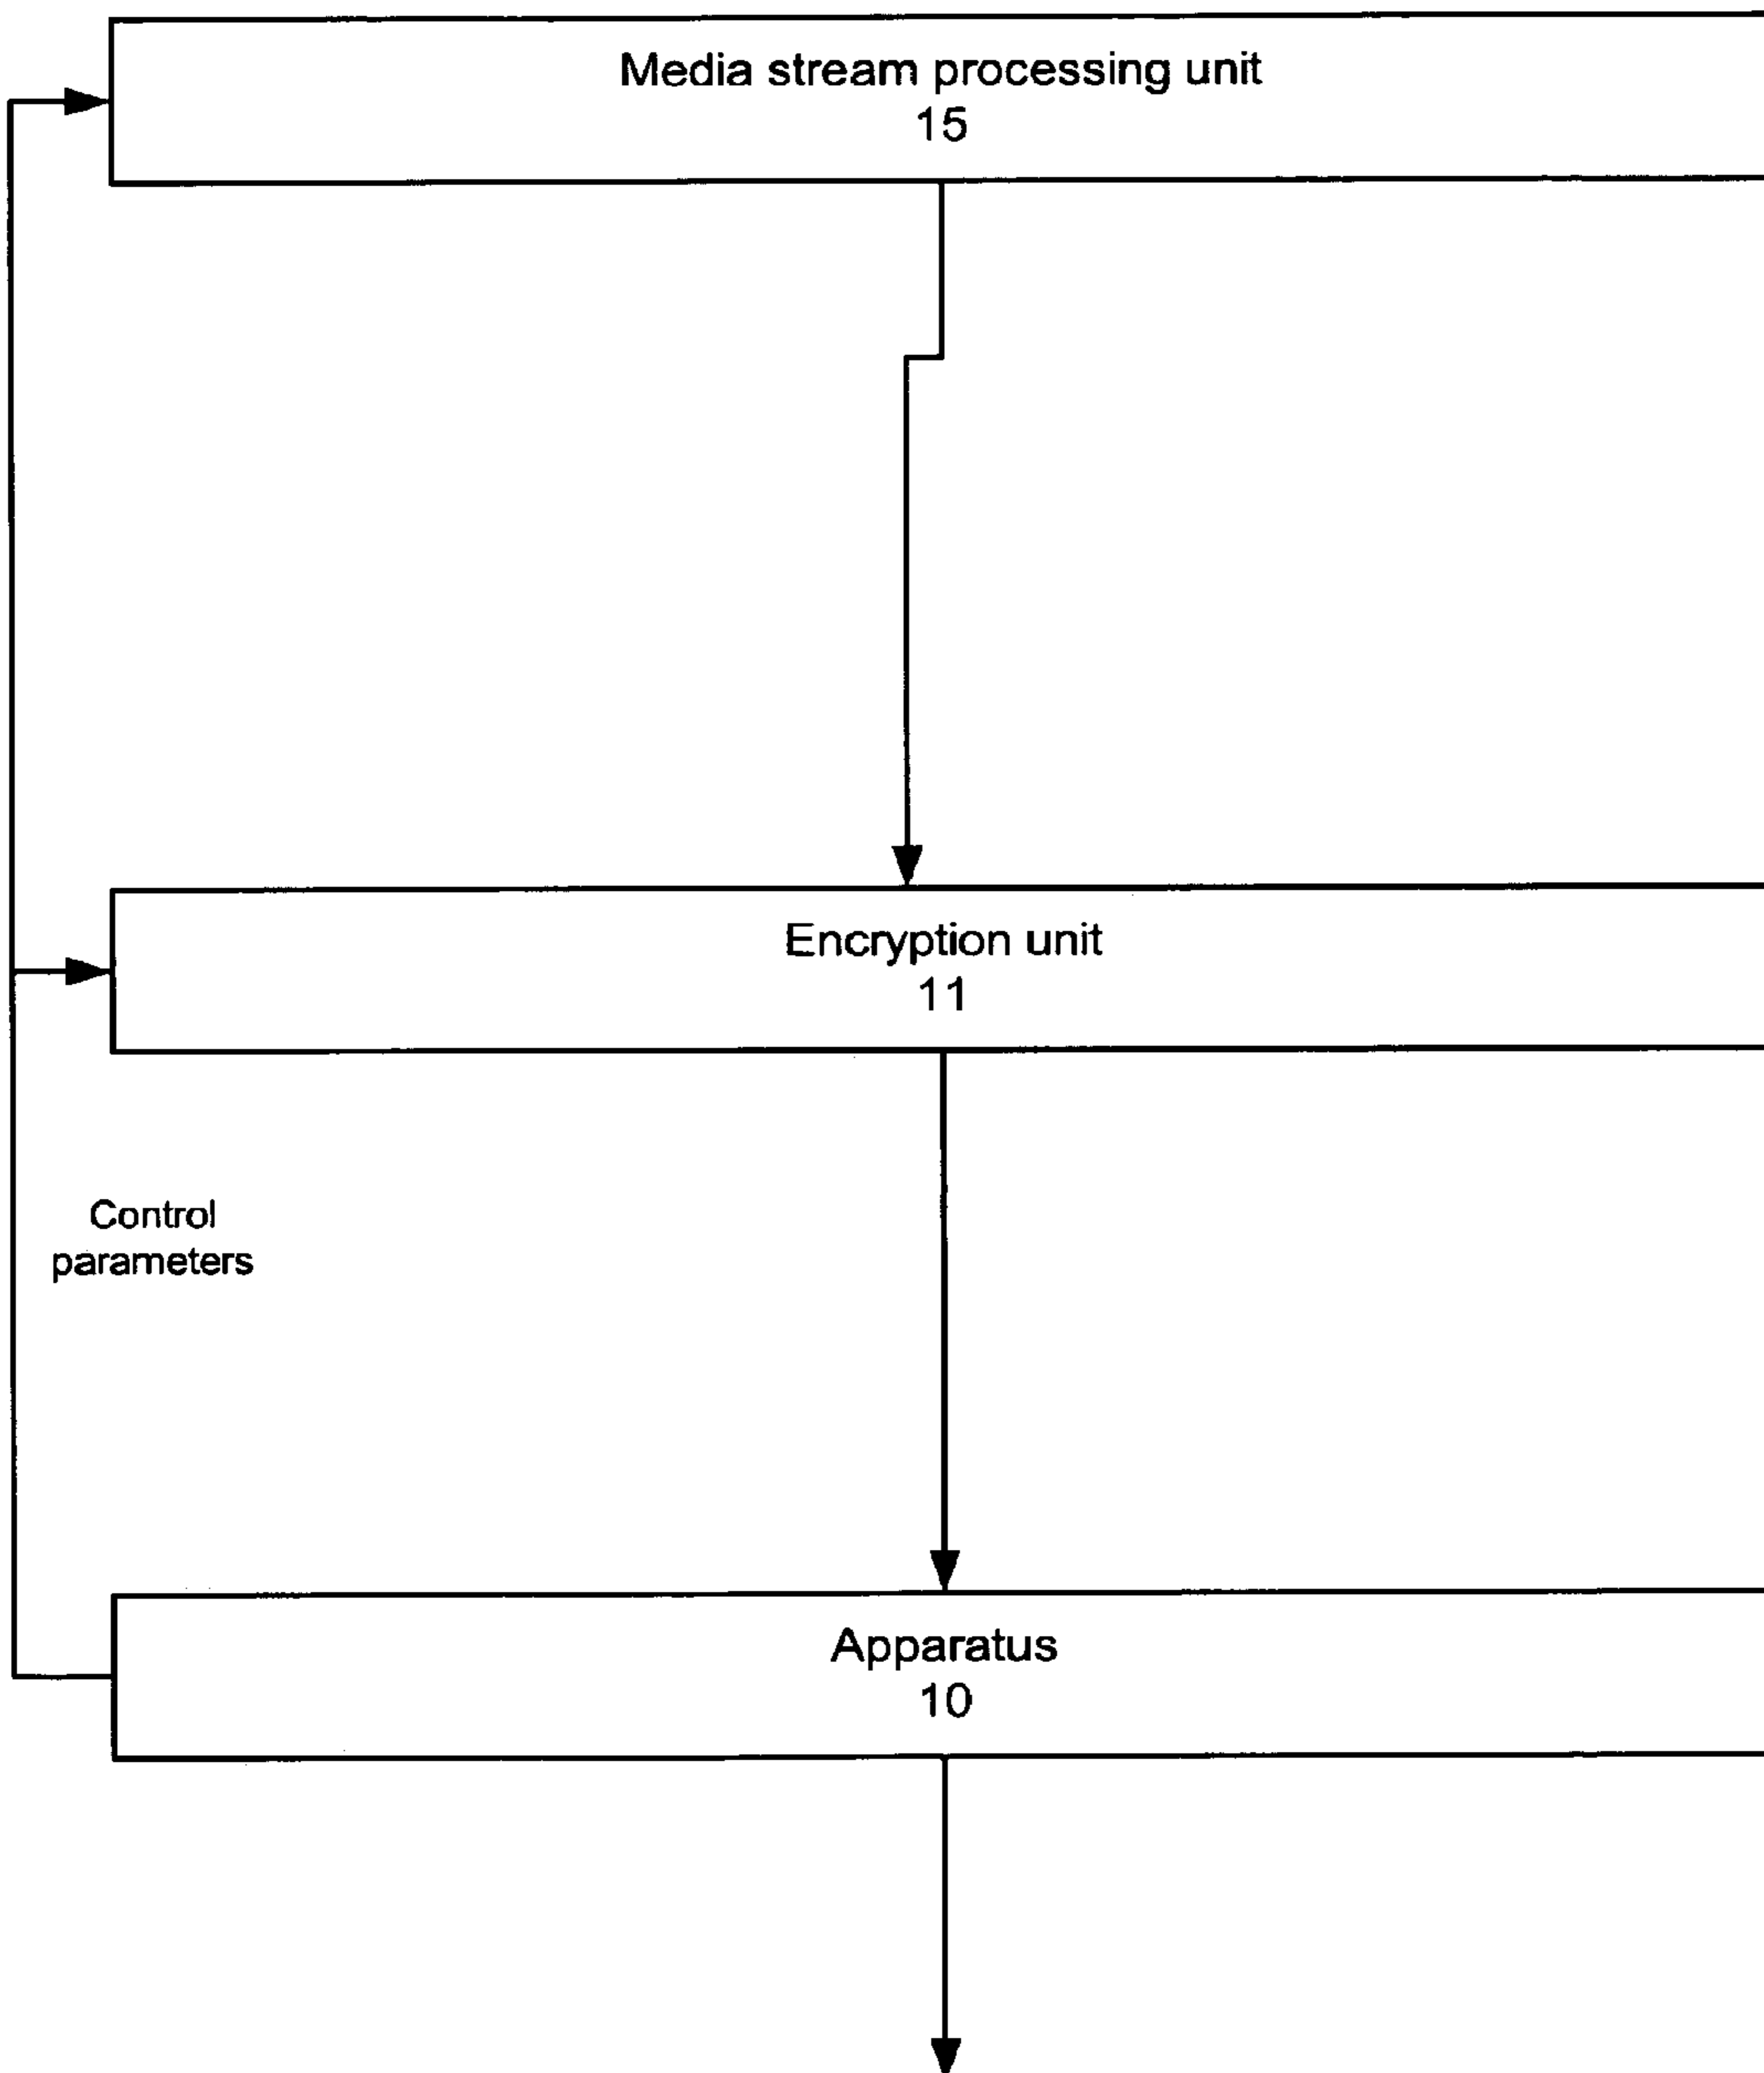 Media stream processing unit
15
Encryption unit
11
Control
parameters
Apparatus
10